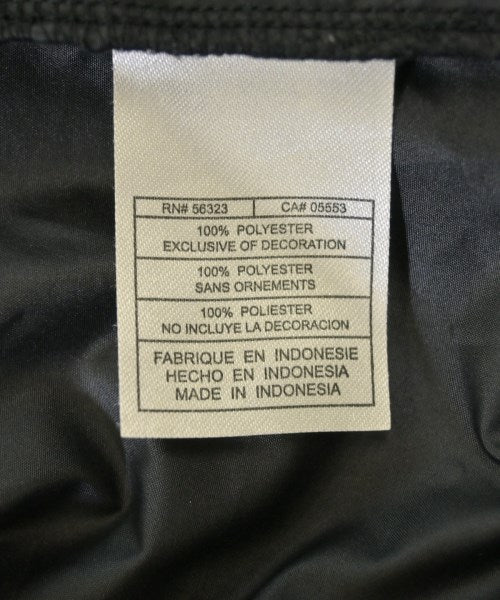 RN# 56323 CA# 05553
100% POLYESTER
EXCLUSIVE OF DECORATION
100% POLYESTER
SANS ORNEMENTS
100% POLIESTER
NO INCLUYE LA DECORACION
FABRIQUE EN INDONESIE
HECHO EN INDONESIA
MADE IN INDONESIA